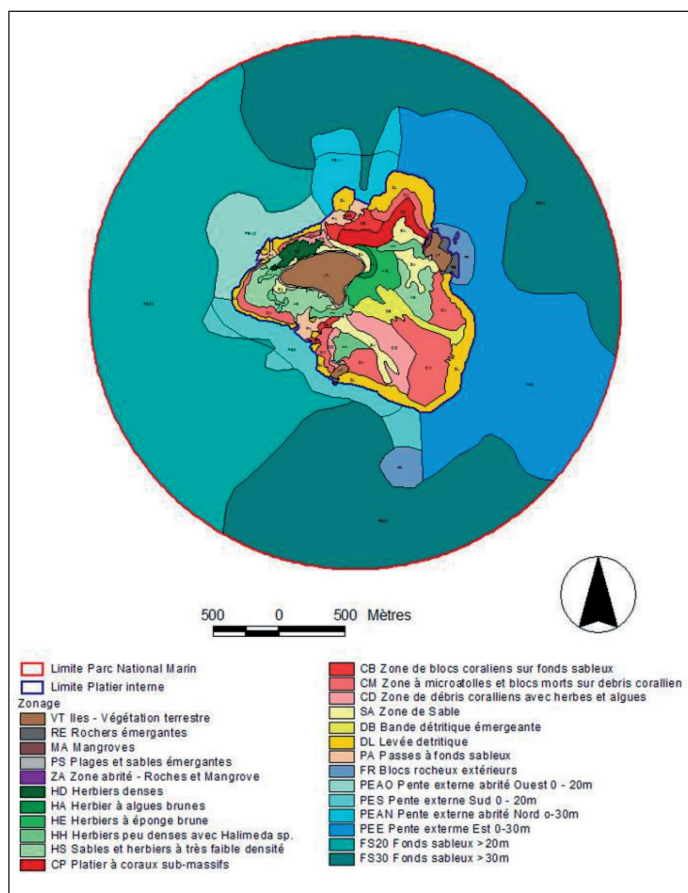 500 0 500 Mètres
Limite Parc National Marin
Limite Platier interne
Zonage
VT Iles - Végétation terrestre
RE Rochers émergantes
MA Mangroves
PS Plages et sables émergantes
ZA Zone abrité - Roches et Mangrove
HD Herbiers denses
HA Herbier à algues brunes
HE Herbiers à éponge brune
HH Herbiers peu denses avec Halimeda sp.
HS Sables et herbiers à très faible densité
CP Platier à coraux sub-massifs
CB Zone de blocs coraliens sur fonds sableux
CM Zone à microatolles et blocs morts sur debris corallien
CD Zone de débris coralliens avec herbes et algues
SA Zone de Sable
DB Bande détritique émergeante
DL Levée detritique
PA Passes à fonds sableux
FR Blocs rocheux extérieurs
PEAO Pente externe abrité Ouest 0 - 20m
PES Pente externe Sud 0 - 20m
PEAN Pente externe abrité Nord o-30m
PEE Pente exterme Est 0-30m
FS20 Fonds sableux >20m
FS30 Fonds sableux >30m